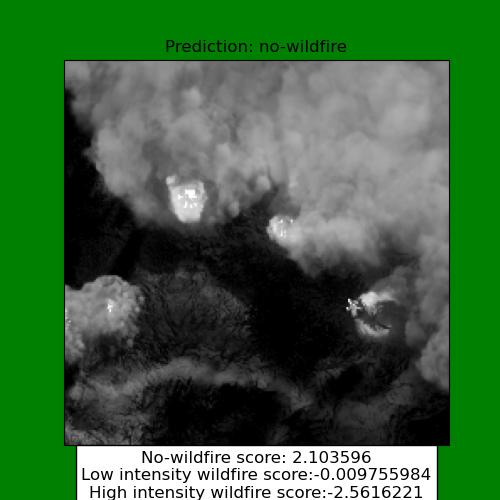 Prediction: no-wildfire
No-wildfire score: 2.103596
Low intensity wildfire score:-0.009755984
High intensity wildfire score:-2.5616221